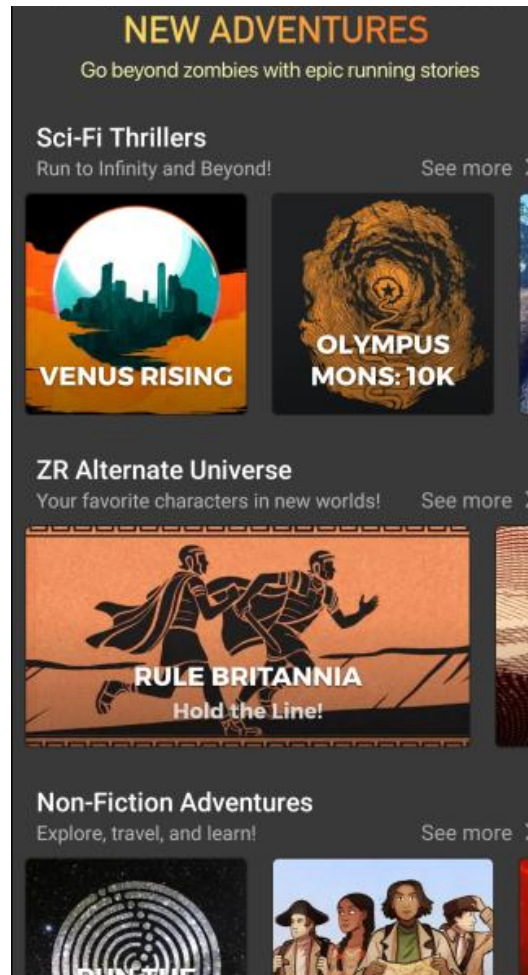 NEW ADVENTURES
Go beyond zombies with epic running stories
Sci-Fi Thrillers
Run to Infinity and Beyond!
See more
VENUS RISING
OLYMPUS
MONS: 10K
ZR Alternate Universe
Your favorite characters in new worlds!
See more
RULE BRITANNIA
Hold the Line!
Non-Fiction Adventures
Explore, travel, and learn!
See more
RUN THE